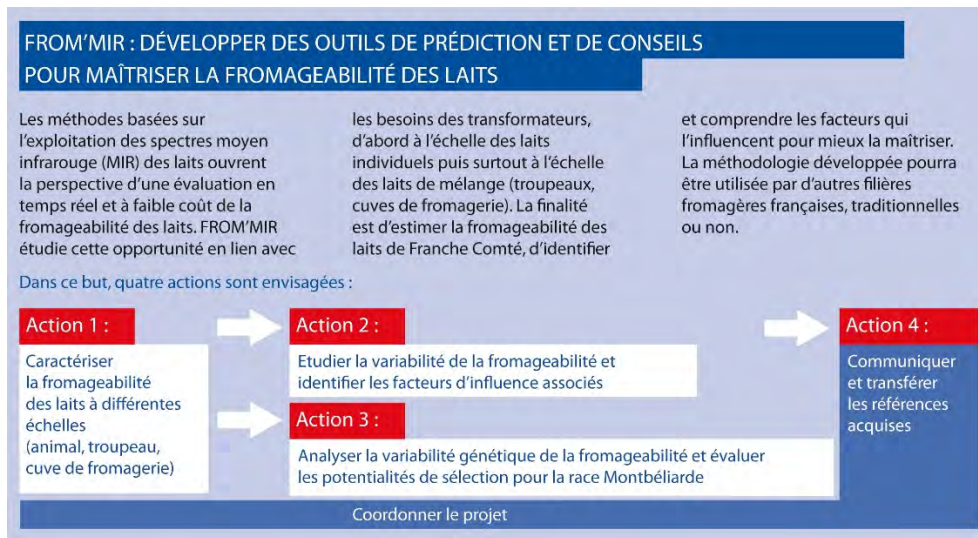 FROM'MIR : DÉVELOPPER DES OUTILS DE PRÉDICTION ET DE CONSEILS
POUR MAÎTRISER LA FROMAGEABILITÉ DES LAITS
Les méthodes basées sur
l'exploitation des spectres moyen
infrarouge (MIR) des laits ouvrent
la perspective d'une évaluation en
temps réel et à faible coût de la
fromageabilité des laits. FROM'MIR
étudie cette opportunité en lien avec
les besoins des transformateurs,
d'abord à l'échelle des laits
individuels puis surtout à l'échelle
des laits de mélange (troupeaux,
cuves de fromagerie). La finalité
est d'estimer la fromageabilité des
laits de Franche Comté, d'identifier
et comprendre les facteurs qui
l'influencent pour mieux la maîtriser.
La méthodologie développée pourra
être utilisée par d'autres filières
fromagères françaises, traditionnelles
ou non.
Dans ce but, quatre actions sont envisagées :
Action 1 :
Caractériser
la fromageabilité
des laits à différentes
échelles
(animal, troupeau,
cuve de fromagerie)
Action 2 :
Etudier la variabilité de la fromageabilité et
identifier les facteurs d'influence associés
Action 3 :
Analyser la variabilité génétique de la fromageabilité et évaluer
les potentialités de sélection pour la race Montbéliarde
Action 4 :
Communiquer
et transférer
les références
acquises
Coordonner le projet